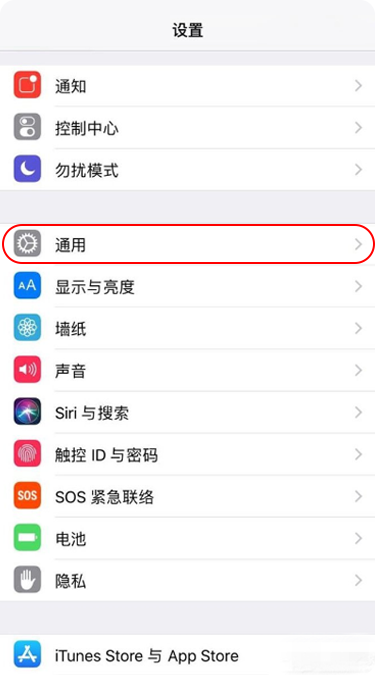 设置
通知
控制中心
勿扰模式
通用
AA 显示与亮度
墙纸
声音
Siri 与搜索
触控 ID 与密码
SOS SOS 紧急联络
电池
隐私
iTunes Store 与 App Store